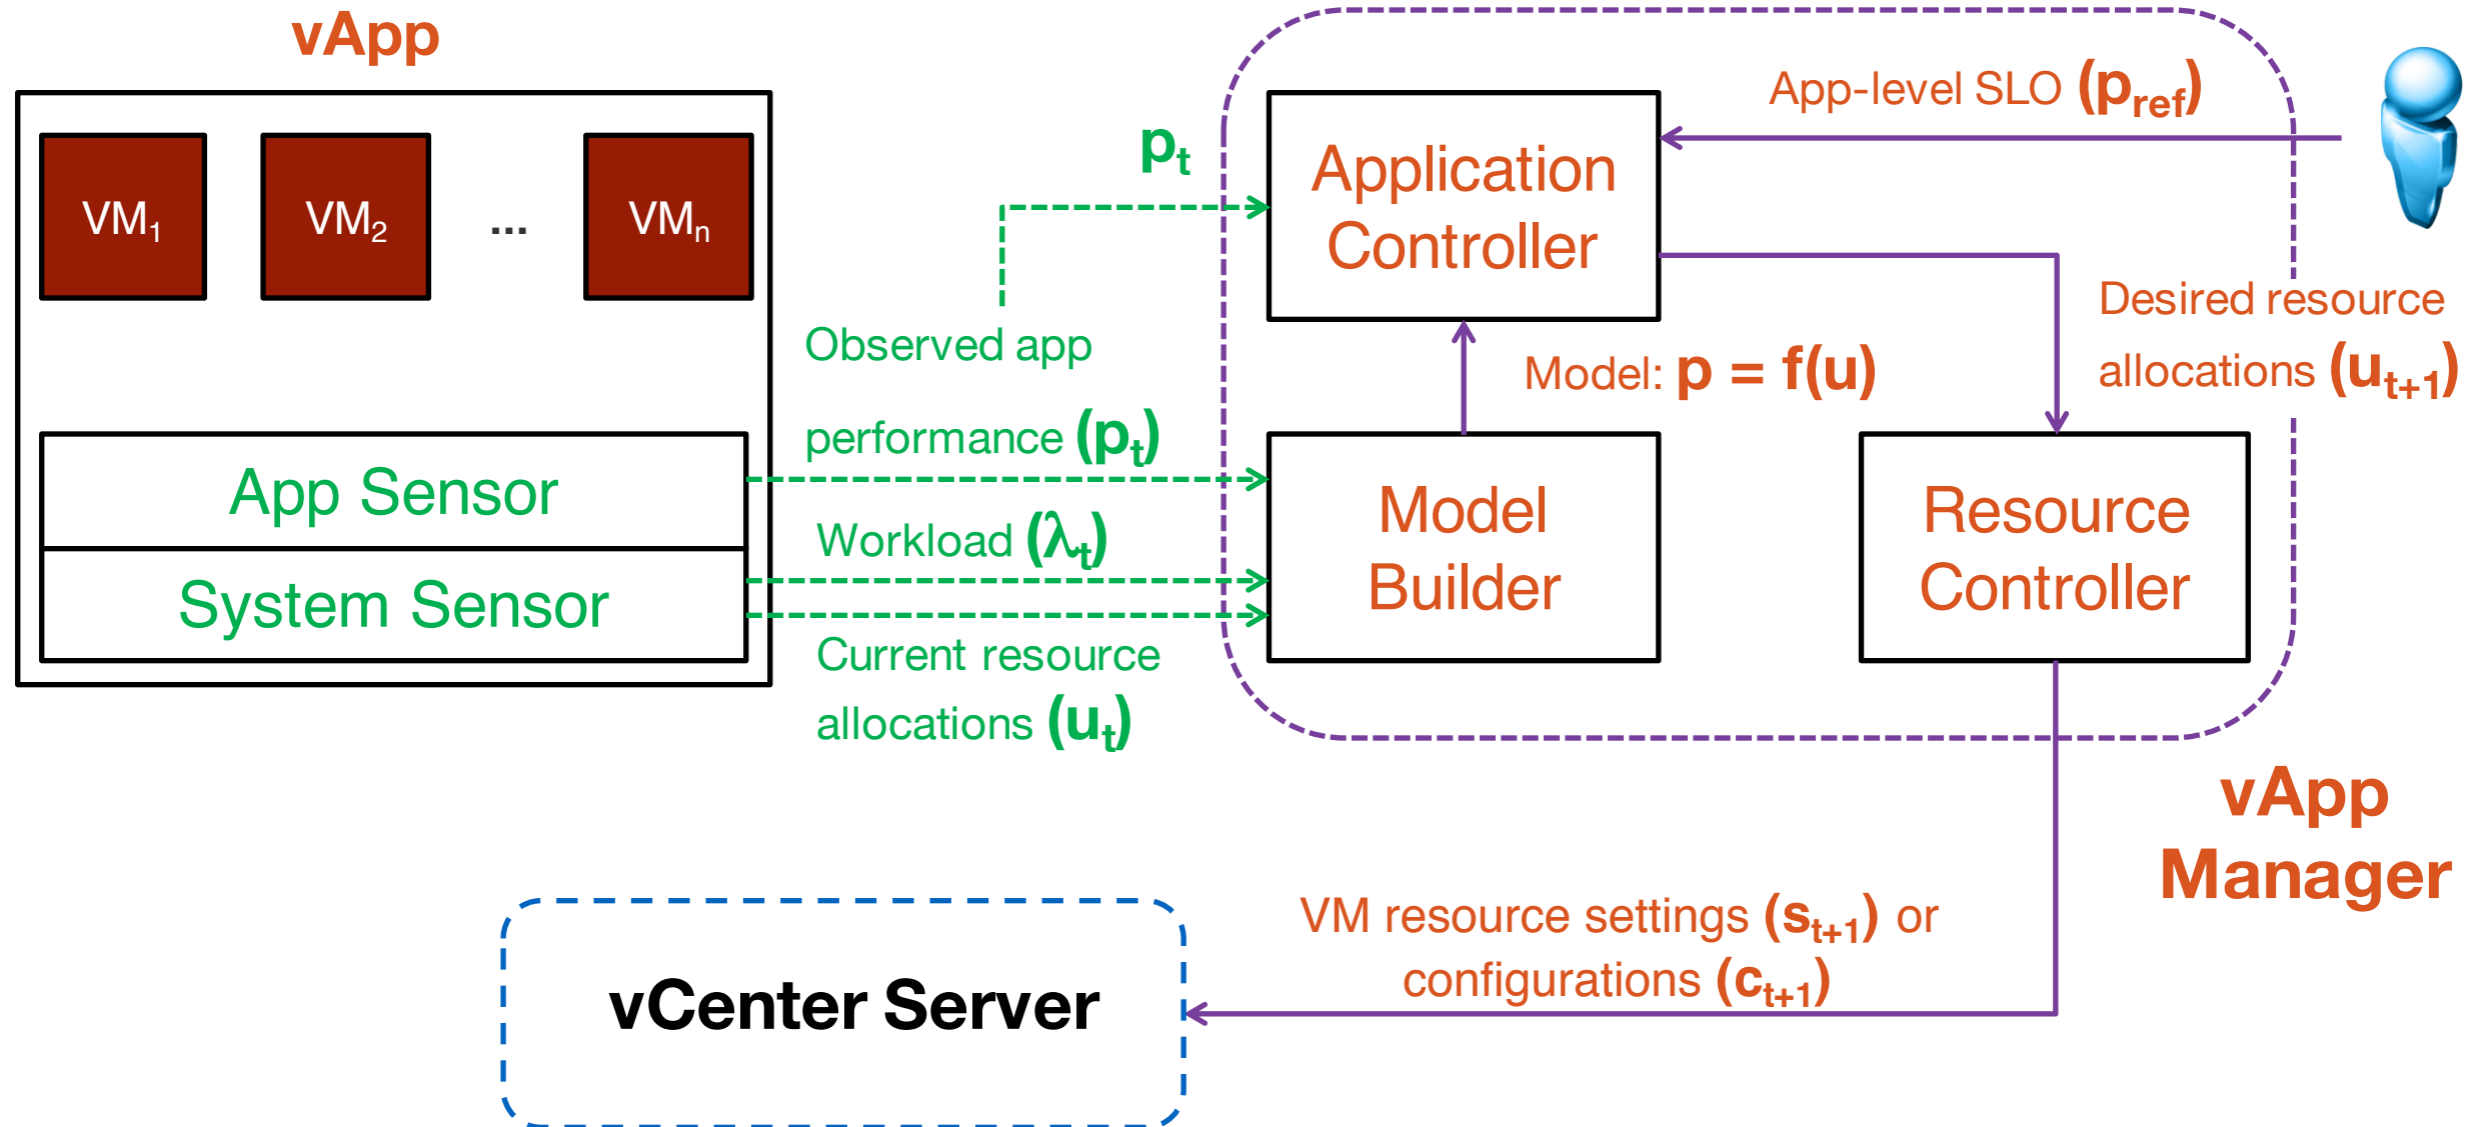 vApp
VM1
VM2
...
VMn
App Sensor
System Sensor
pt
Observed app
performance (pt)
Workload (λt)
Current resource
allocations (ut)
Application
Controller
App-level SLO (pref)
Desired resource
allocations (ut+1)
Model: p = f(u)
Model
Builder
Resource
Controller
vApp
Manager
VM resource settings (st+1) or
configurations (ct+1)
vCenter Server